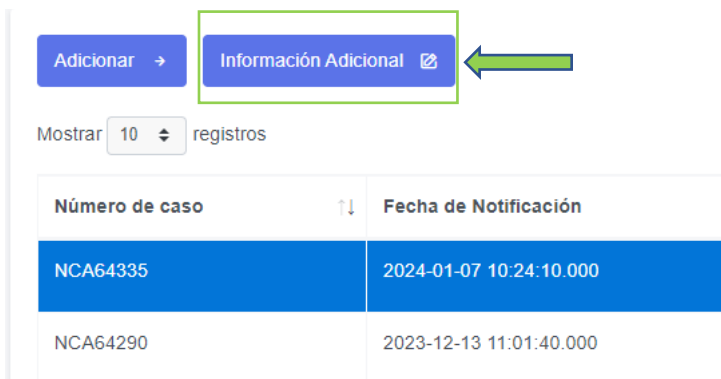 Adicionar → Información Adicional
Mostrar 10 registros
Número de caso ↑↓ Fecha de Notificación
NCA64335 2024-01-07 10:24:10.000
NCA64290 2023-12-13 11:01:40.000